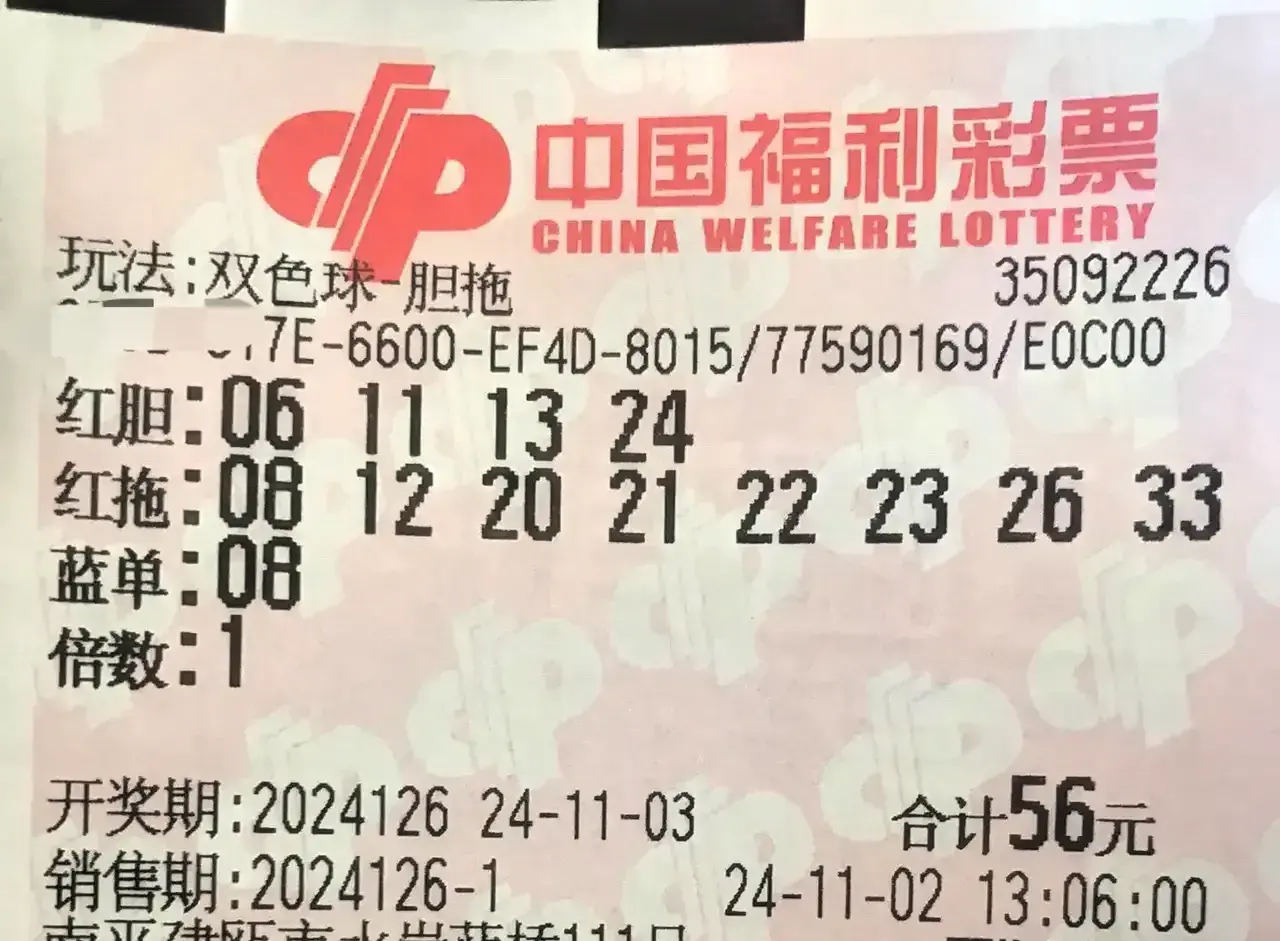 中国福利彩票
CHINA WELFARE LOTTERY
玩法:双色球-胆拖 35092226
7E-6600-EF4D-8015/77590169/E0C00
红胆:06 11 13 24
红拖:08 12 20 21 22 23 26 33
蓝单:08
倍数:1
开奖期:2024126 24-11-03 合计56元
销售期:2024126-1 24-11-02 13:06:00